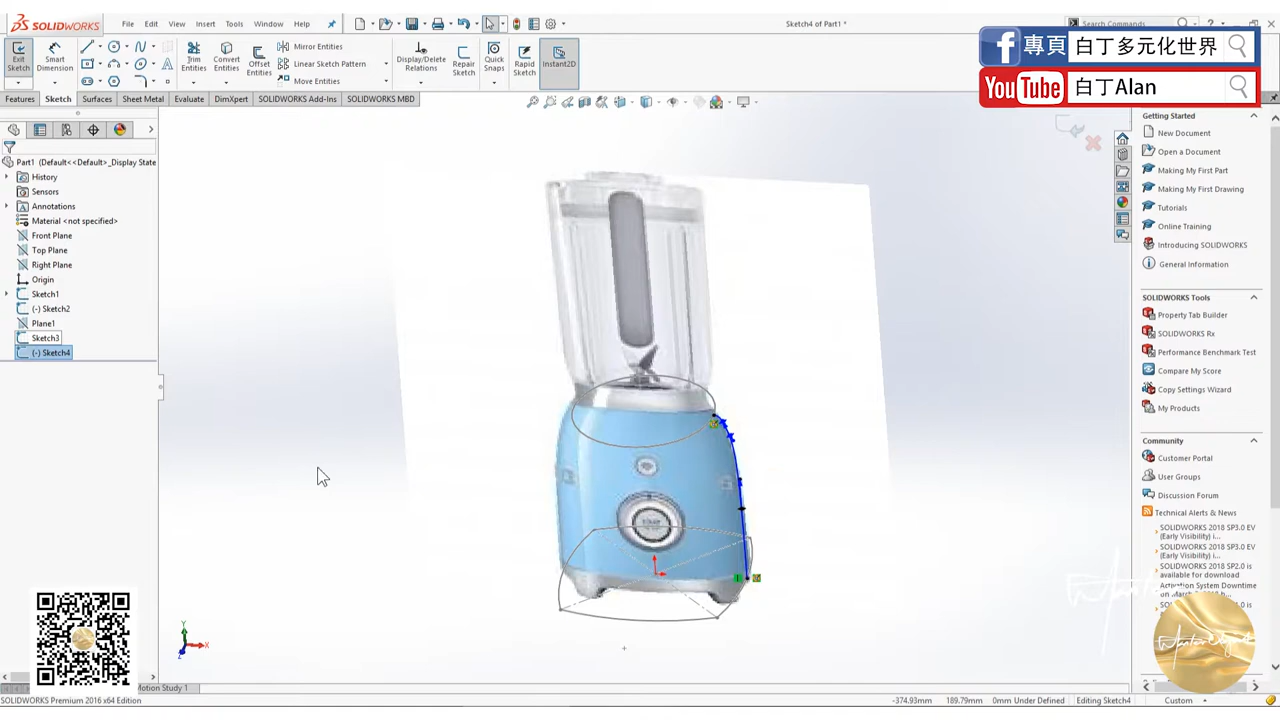 SOLIDWORKS
File Edit View Insert Tools Window Help
Sketch4 of Part1 *
Search Commands
Exit Sketch
Smart Dimension
Trim Entities
Convert Entities
Offset Entities
Mirror Entities
Linear Sketch Pattern
Move Entities
Display/Delete Relations
Repair Sketch
Quick Snaps
Rapid Sketch
Instant2D
專頁 白丁多元化世界
YouTube 白丁Alan
Features Sketch Surfaces Sheet Metal Evaluate DimXpert SOLIDWORKS Add-Ins SOLIDWORKS MBD
Part1 (Default<<Default>_Display State
History
Sensors
Annotations
Material <not specified>
Front Plane
Top Plane
Right Plane
Origin
Sketch1
(-) Sketch2
Plane1
Sketch3
(-) Sketch4
Getting Started
New Document
Open a Document
Making My First Part
Making My First Drawing
Tutorials
Online Training
Introducing SOLIDWORKS
General Information
SOLIDWORKS Tools
Property Tab Builder
SOLIDWORKS Rx
Performance Benchmark Test
Compare My Score
Copy Settings Wizard
My Products
Community
Customer Portal
User Groups
Discussion Forum
Technical Alerts & News
SOLIDWORKS 2018 SP3.0 EV
(Early Visibility) i...
SOLIDWORKS 2018 SP3.0 EV
(Early Visibility) i...
SOLIDWORKS 2018 SP2.0 is
available for download
Activation System Downtime
Motion Study 1
SOLIDWORKS Premium 2016 x64 Edition
-374.93mm 189.79mm 0mm Under Defined Editing Sketch4 Custom